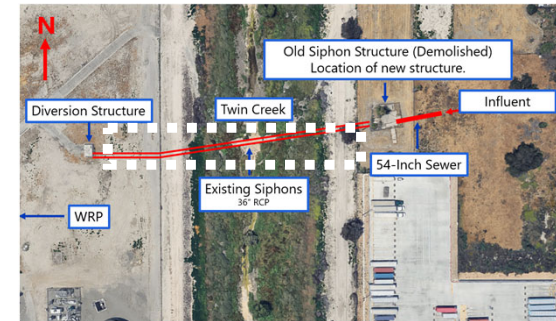 N
Old Siphon Structure (Demolished)
Location of new structure.
Influent
Diversion Structure
Twin Creek
54-Inch Sewer
Existing Siphons
36" RCP
WRP